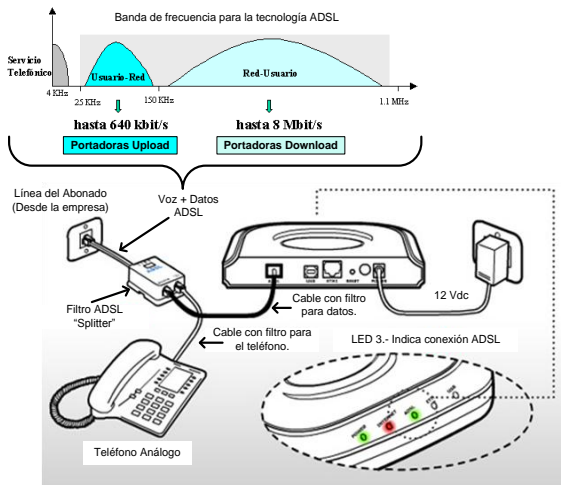 Banda de frecuencia para la tecnología ADSL
Servicio
Telefónico
Usuario-Red
Red-Usuario
4 KHz
25 KHz
150 KHz
1.1 MHz
hasta 640 kbit/s
hasta 8 Mbit/s
Portadoras Upload
Portadoras Download
Línea del Abonado
(Desde la empresa)
Voz + Datos
ADSL
12 Vdc
Cable con filtro
para datos.
Filtro ADSL
“Splitter”
Cable con filtro para
el teléfono.
LED 3.- Indica conexión ADSL
Teléfono Análogo